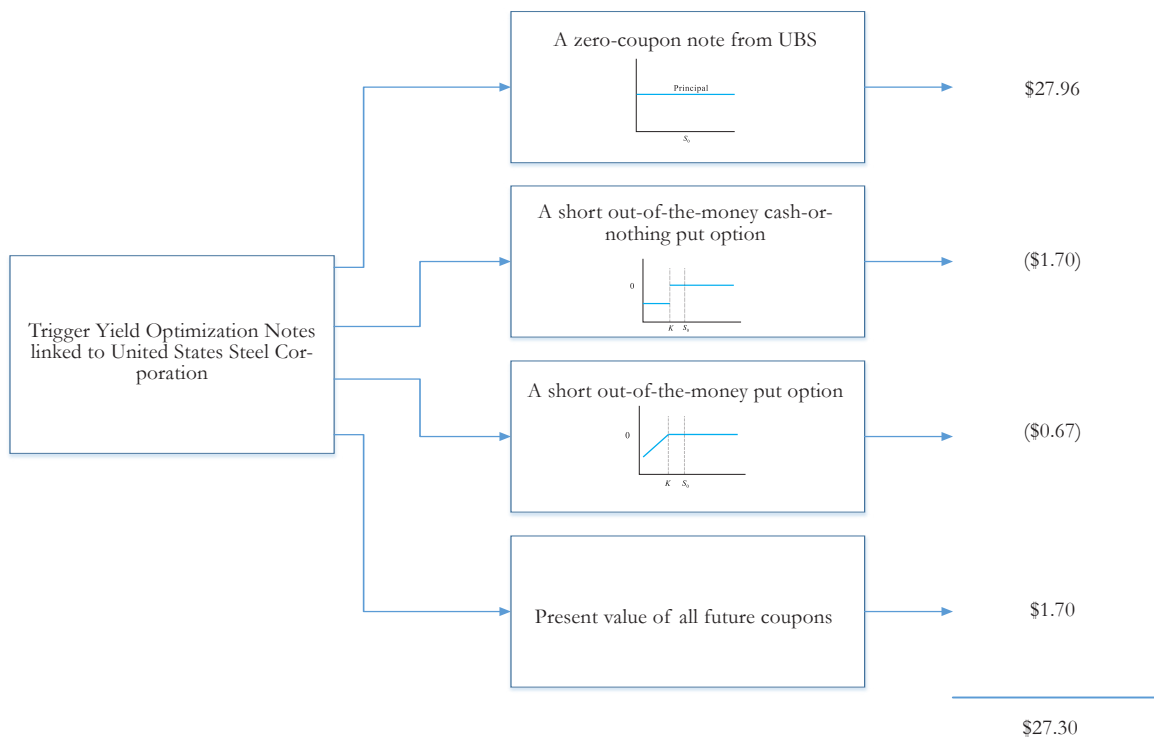 A zero-coupon note from UBS
Principal
S₀
$27.96
A short out-of-the-money cash-or-
nothing put option
0
K
S₀
($1.70)
Trigger Yield Optimization Notes
linked to United States Steel Cor-
poration
A short out-of-the-money put option
0
K
S₀
($0.67)
Present value of all future coupons
$1.70
$27.30